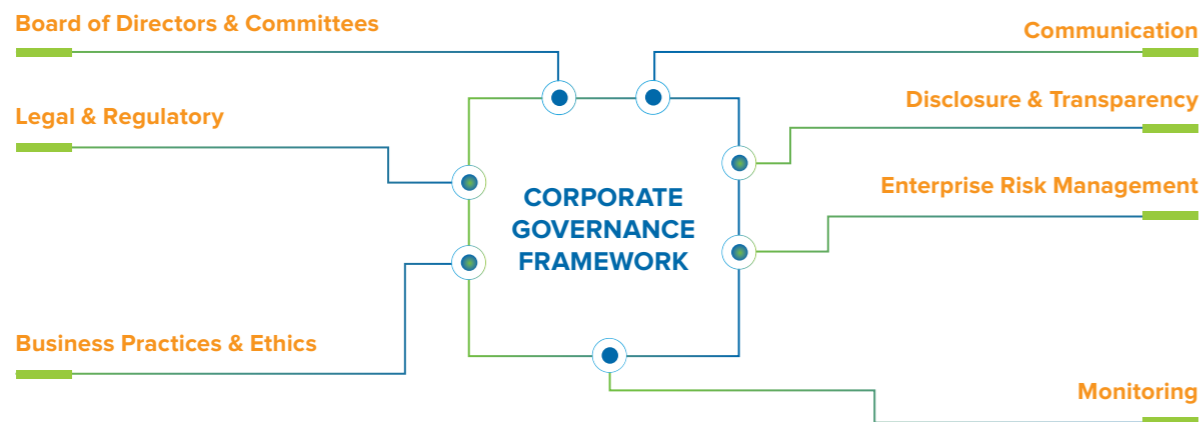 Board of Directors & Committees
Communication
Legal & Regulatory
Disclosure & Transparency
Enterprise Risk Management
CORPORATE
GOVERNANCE
FRAMEWORK
Business Practices & Ethics
Monitoring